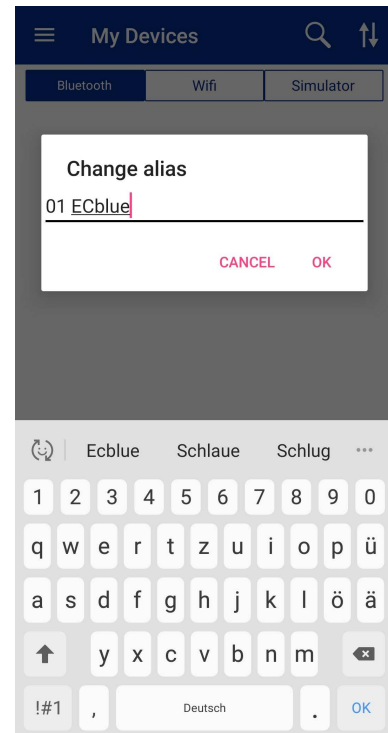 My Devices
Bluetooth Wifi Simulator
Change alias
01 ECblue
CANCEL OK
Ecblue Schlaue Schlug
1 2 3 4 5 6 7 8 9 0
q w e r t z u i o p ü
a s d f g h j k l ö ä
y x c v b n m
!#1 , Deutsch . OK